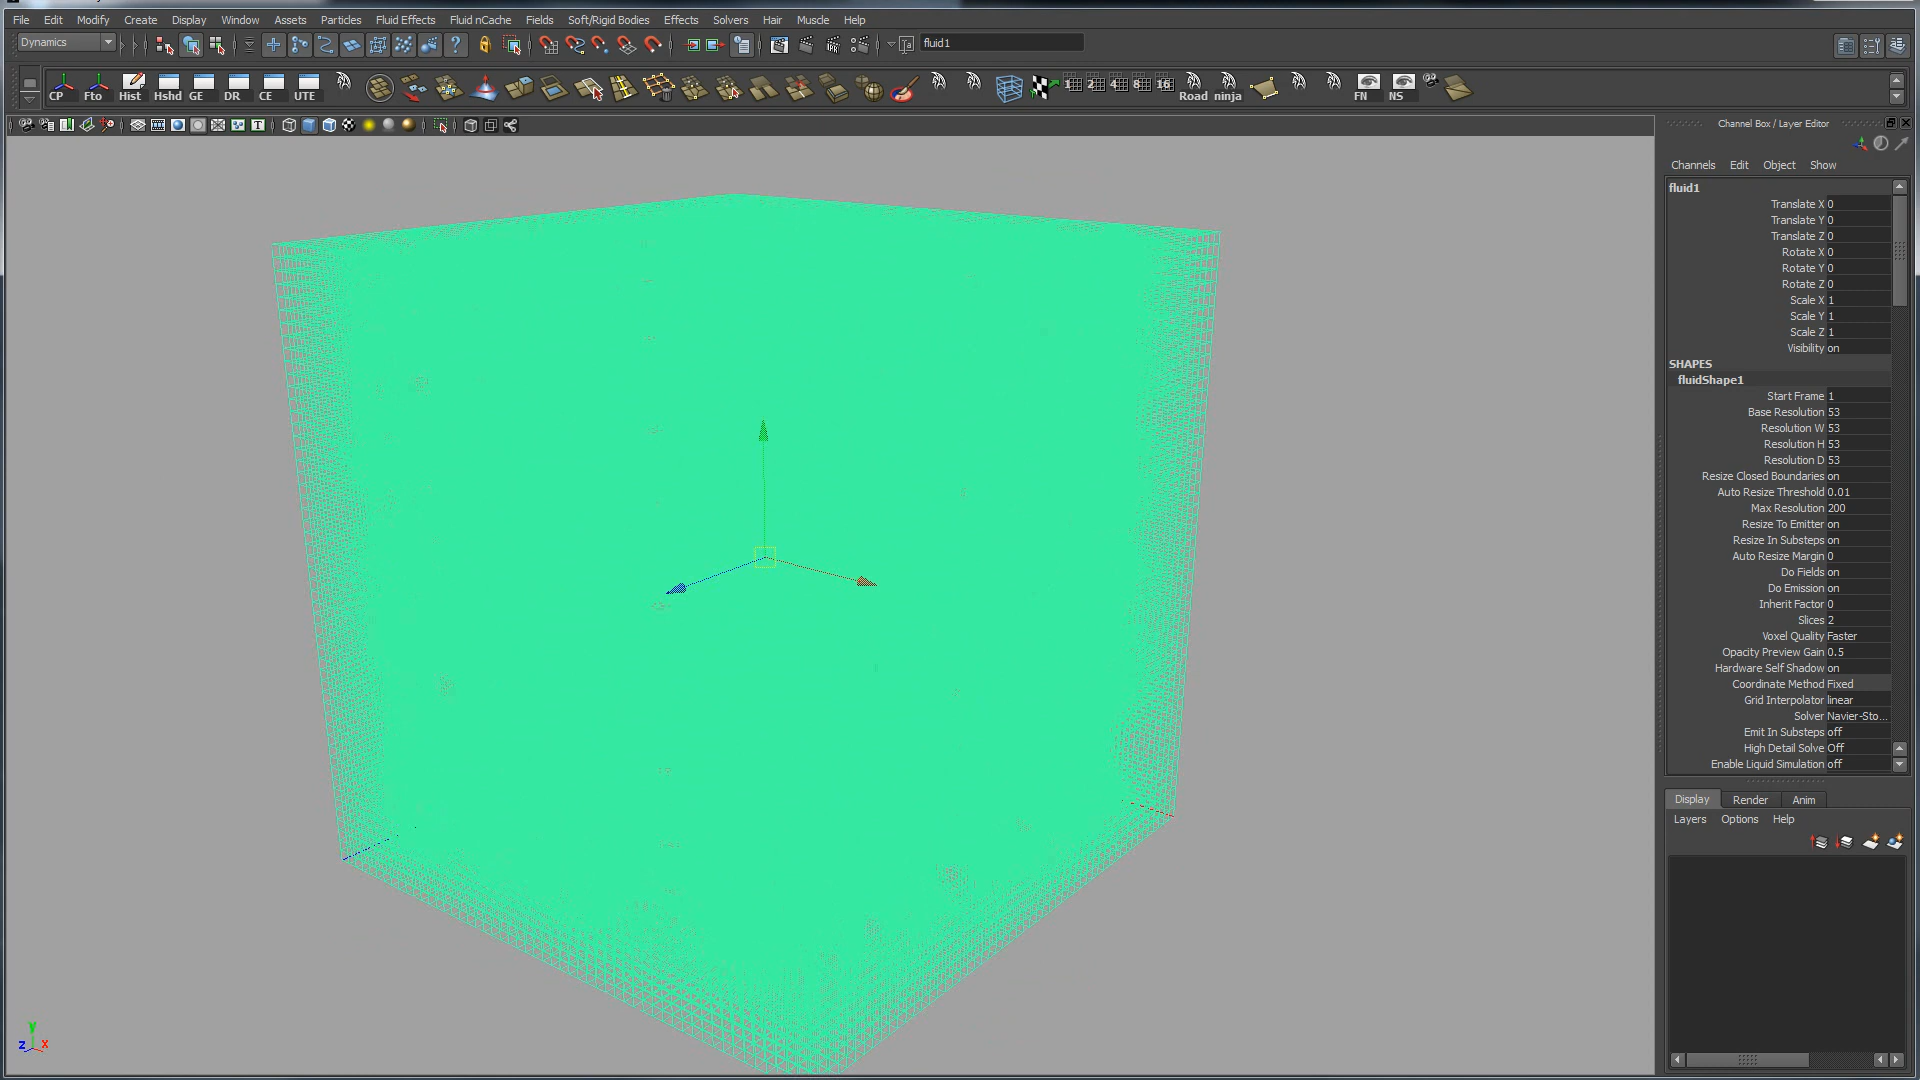 File Edit Modify Create Display Window Assets Particles Fluid Effects Fluid nCache Fields Soft/Rigid Bodies Effects Solvers Hair Muscle Help
Dynamics
fluid1
CP Fto Hist Hshd GE DR CE UTE
1 2 4 8 16
Road ninja FN NS
T
Channel Box / Layer Editor
Channels Edit Object Show
fluid1
Translate X 0
Translate Y 0
Translate Z 0
Rotate X 0
Rotate Y 0
Rotate Z 0
Scale X 1
Scale Y 1
Scale Z 1
Visibility on
SHAPES
fluidShape1
Start Frame 1
Base Resolution 53
Resolution W 53
Resolution H 53
Resolution D 53
Resize Closed Boundaries on
Auto Resize Threshold 0.01
Max Resolution 200
Resize To Emitter on
Resize In Substeps on
Auto Resize Margin 0
Do Fields on
Do Emission on
Inherit Factor 0
Slices 2
Voxel Quality Faster
Opacity Preview Gain 0.5
Hardware Self Shadow on
Coordinate Method Fixed
Grid Interpolator linear
Solver Navier-Sto...
Emit In Substeps off
High Detail Solve Off
Enable Liquid Simulation off
Display Render Anim
Layers Options Help
y
z x